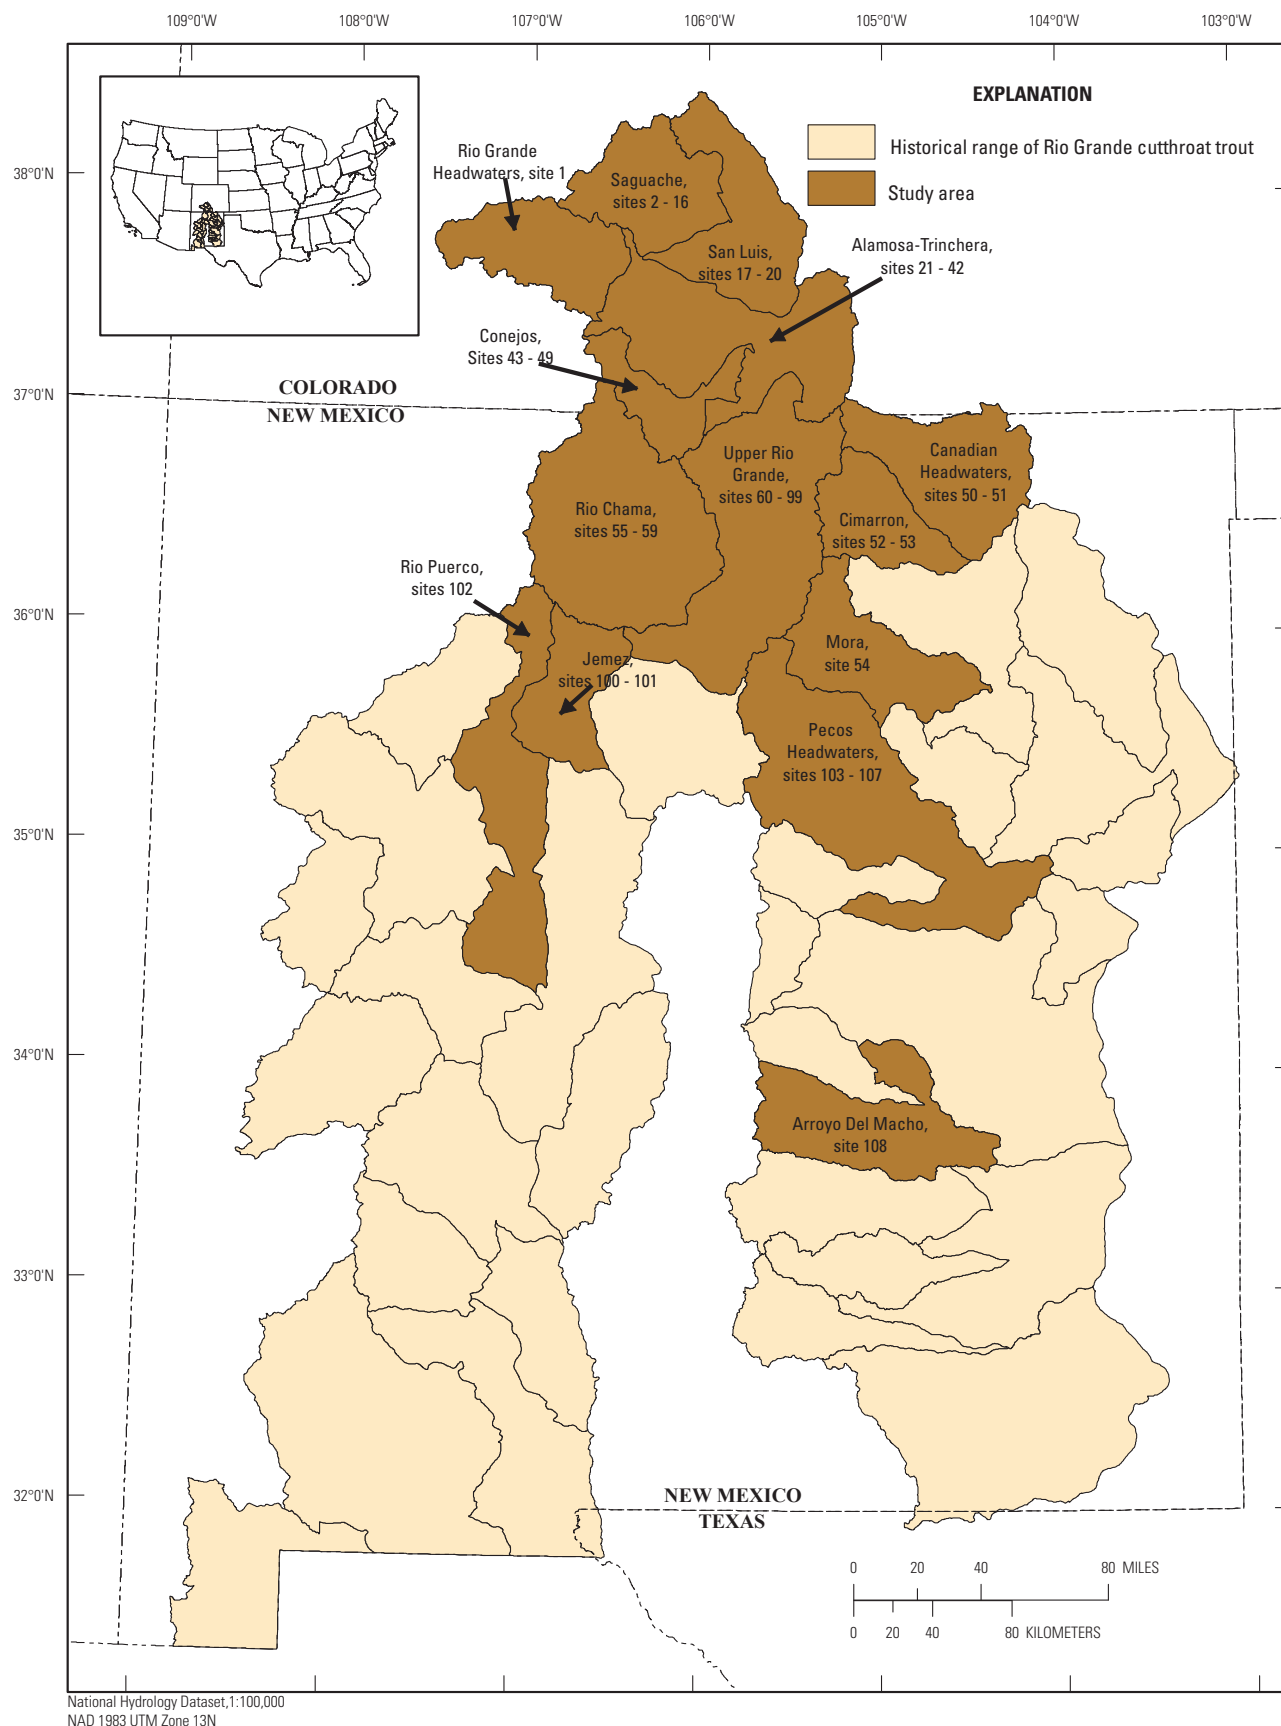 109°0'W
108°0'W
107°0'W
106°0'W
105°0'W
104°0'W
103°0'W
EXPLANATION
Historical range of Rio Grande cutthroat trout
Study area
38°0'N
37°0'N
36°0'N
35°0'N
34°0'N
33°0'N
32°0'N
Rio Grande
Headwaters, site 1
Saguache,
sites 2 - 16
San Luis,
sites 17 - 20
Alamosa-Trinchera,
sites 21 - 42
Conejos,
Sites 43 - 49
COLORADO
NEW MEXICO
Upper Rio
Grande,
sites 60 - 99
Canadian
Headwaters,
sites 50 - 51
Rio Chama,
sites 55 - 59
Cimarron,
sites 52 - 53
Rio Puerco,
sites 102
Jemez,
sites 100 - 101
Mora,
site 54
Pecos
Headwaters,
sites 103 - 107
Arroyo Del Macho,
site 108
NEW MEXICO
TEXAS
0 20 40 80 MILES
0 20 40 80 KILOMETERS
National Hydrology Dataset,1:100,000
NAD 1983 UTM Zone 13N